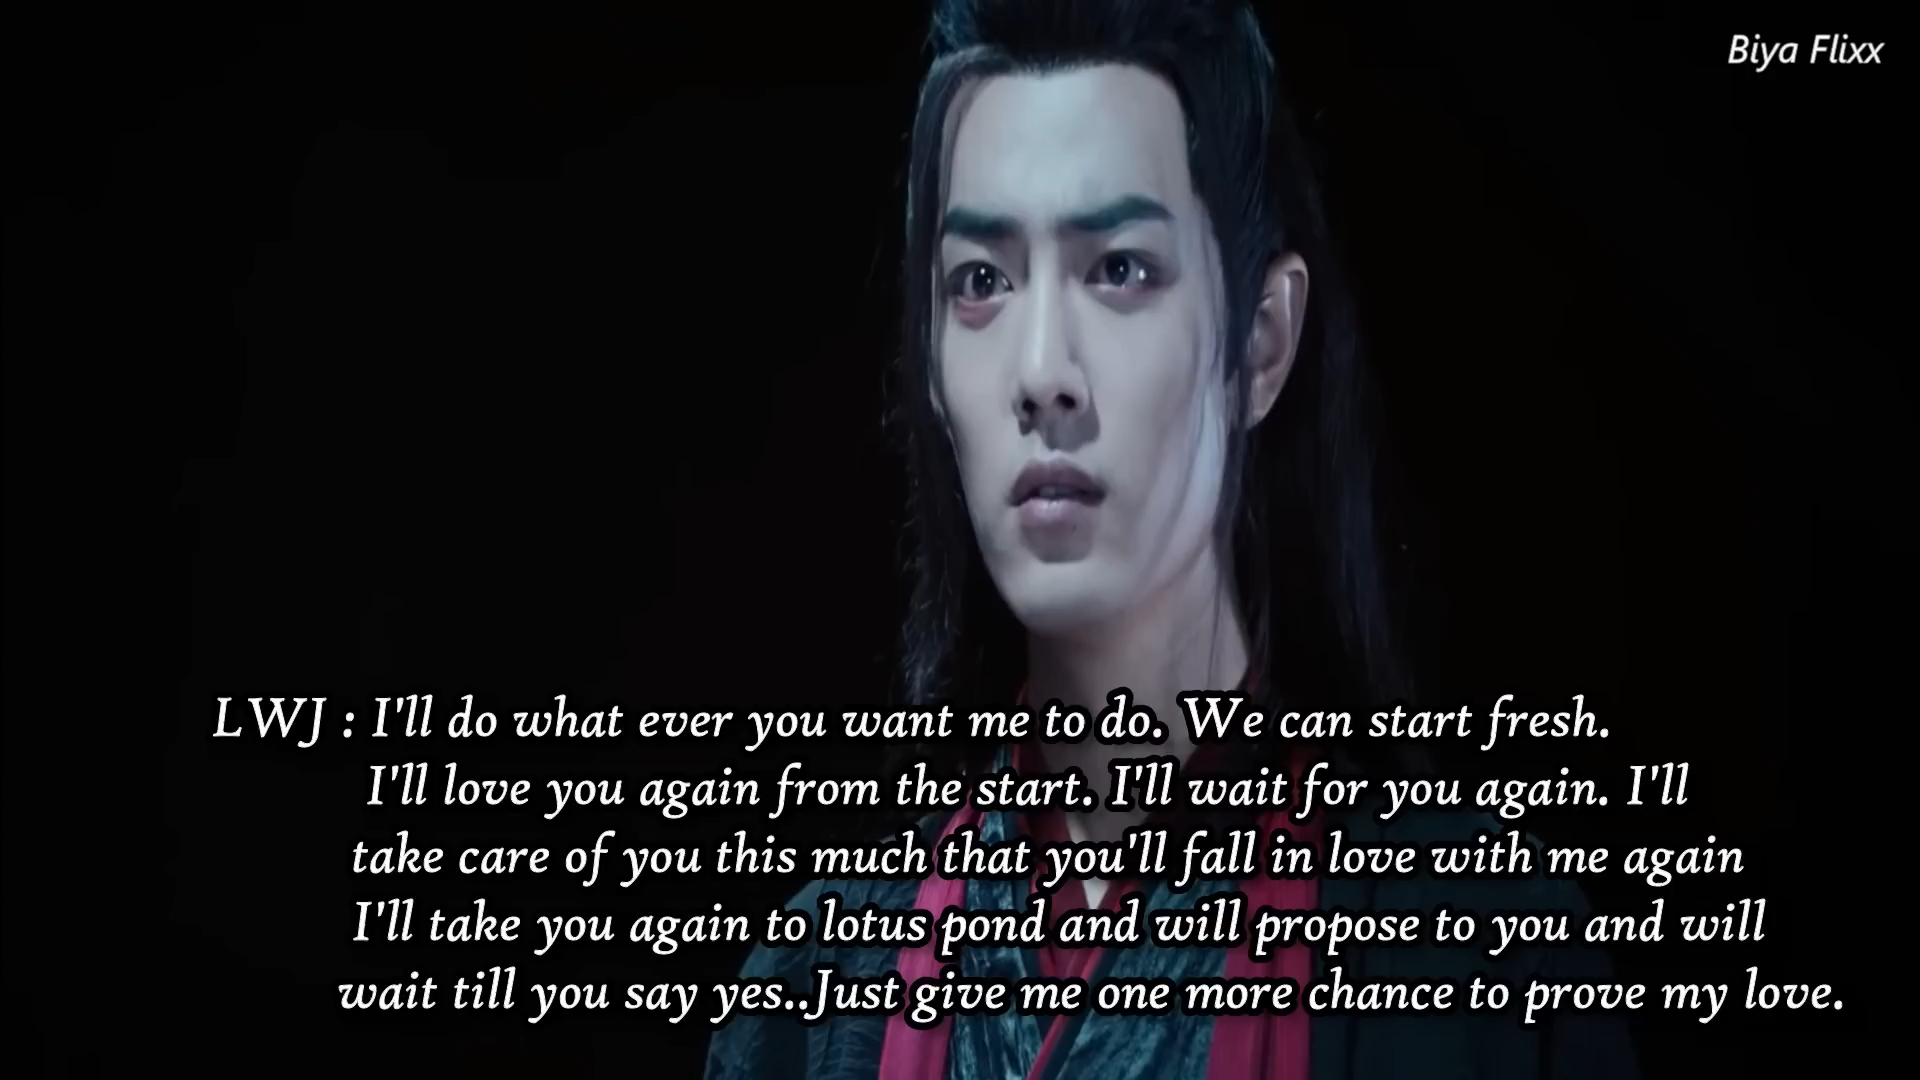 Biya Flixx
LWJ : I'll do what ever you want me to do. We can start fresh.
I'll love you again from the start. I'll wait for you again. I'll
take care of you this much that you'll fall in love with me again
I'll take you again to lotus pond and will propose to you and will
wait till you say yes..Just give me one more chance to prove my love.